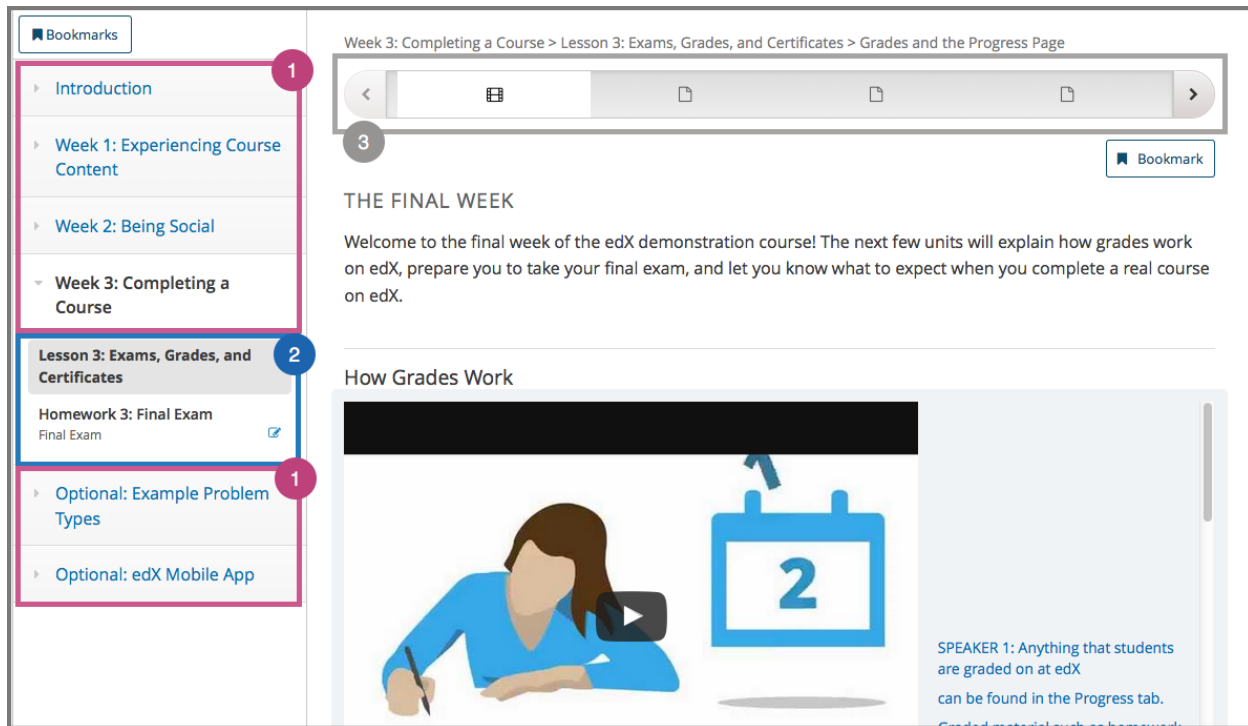 Bookmarks
1
Introduction
Week 1: Experiencing Course
Content
Week 2: Being Social
Week 3: Completing a
Course
Lesson 3: Exams, Grades, and
Certificates
2
Homework 3: Final Exam
Final Exam
1
Optional: Example Problem
Types
Optional: edX Mobile App
Week 3: Completing a Course > Lesson 3: Exams, Grades, and Certificates > Grades and the Progress Page
3
Bookmark
THE FINAL WEEK
Welcome to the final week of the edX demonstration course! The next few units will explain how grades work
on edX, prepare you to take your final exam, and let you know what to expect when you complete a real course
on edX.
How Grades Work
1
2
SPEAKER 1: Anything that students
are graded on at edX
can be found in the Progress tab.
Graded material such as homework